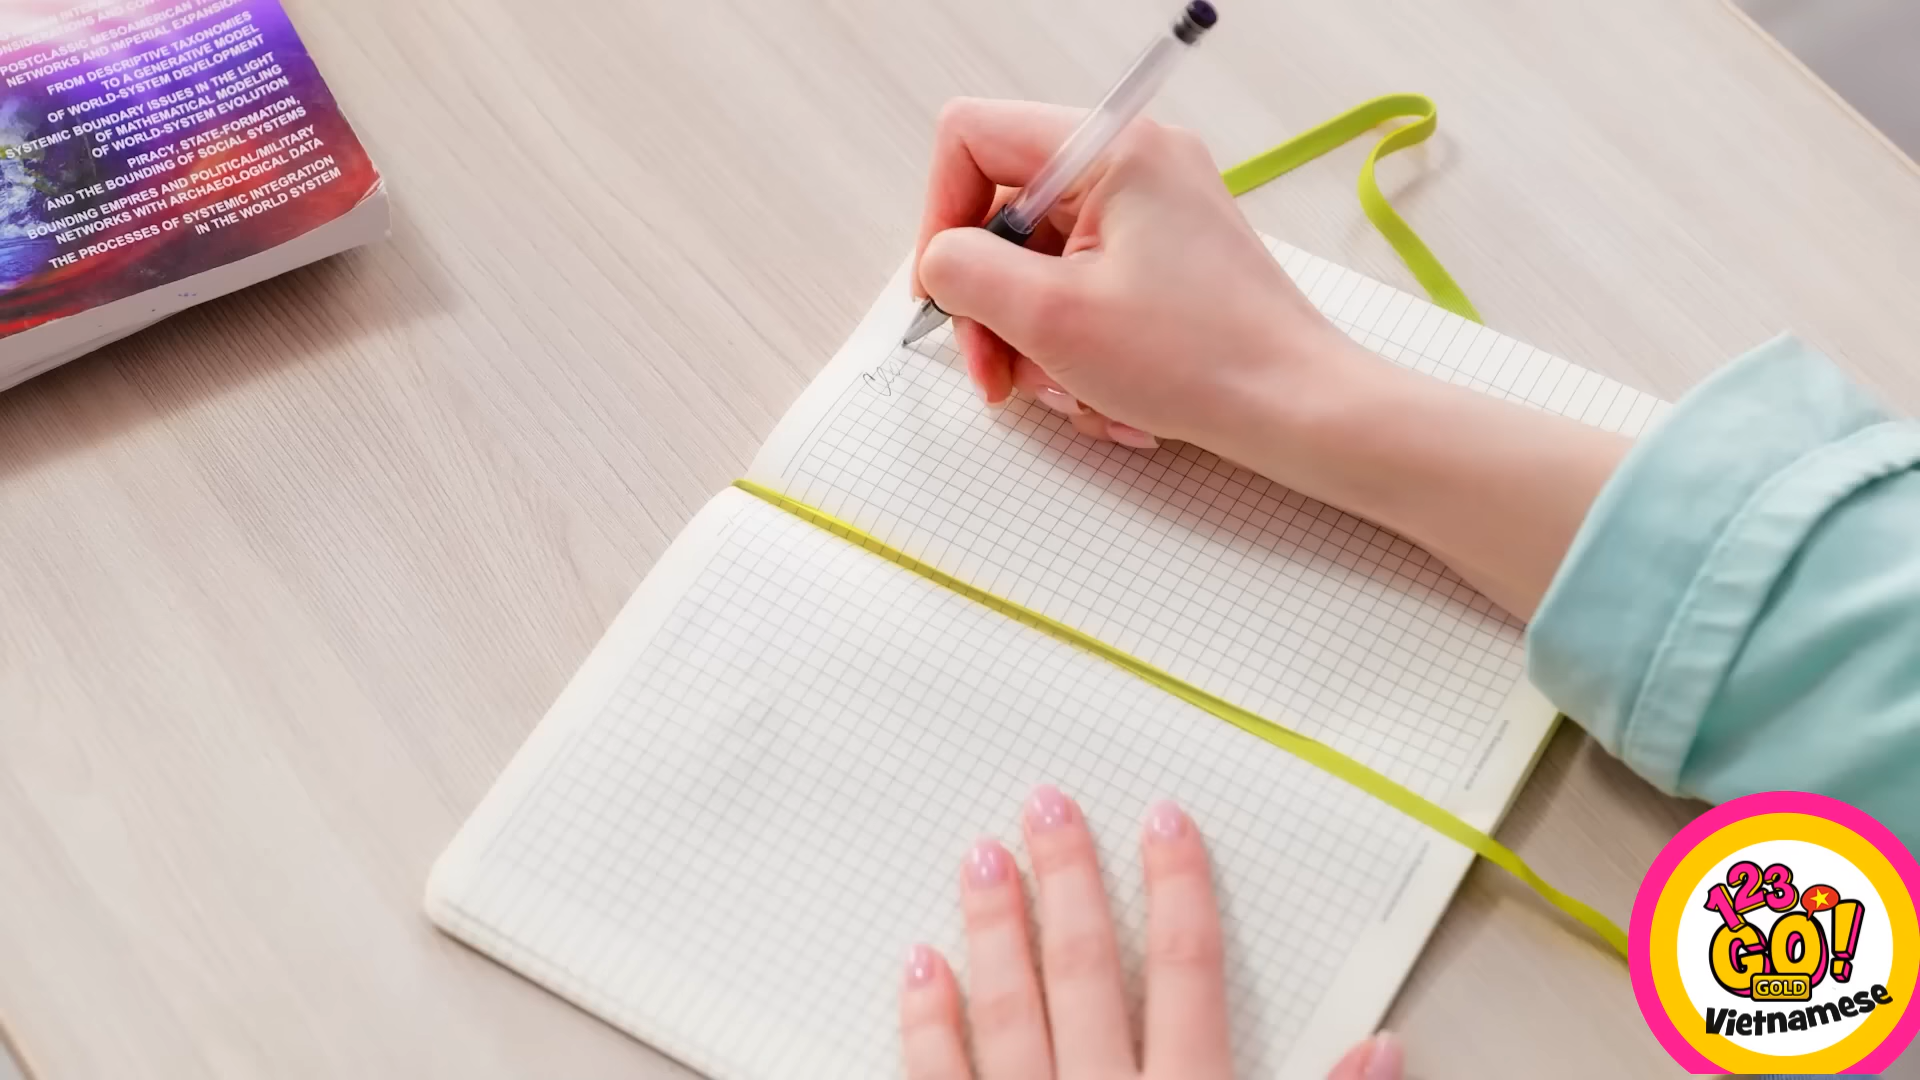 POSTCLASSIC MESOAMERICAN
NETWORKS AND IMPERIAL EXPANSION
FROM DESCRIPTIVE TAXONOMIES
TO A GENERATIVE MODEL
OF WORLD-SYSTEM DEVELOPMENT
SYSTEMIC BOUNDARY ISSUES IN THE LIGHT
OF MATHEMATICAL MODELING
OF WORLD-SYSTEM EVOLUTION
PIRACY, STATE-FORMATION,
AND THE BOUNDING OF SOCIAL SYSTEMS
BOUNDING EMPIRES AND POLITICAL/MILITARY
NETWORKS WITH ARCHAEOLOGICAL DATA
THE PROCESSES OF SYSTEMIC INTEGRATION
IN THE WORLD SYSTEM
123
GO!
GOLD
Vietnamese